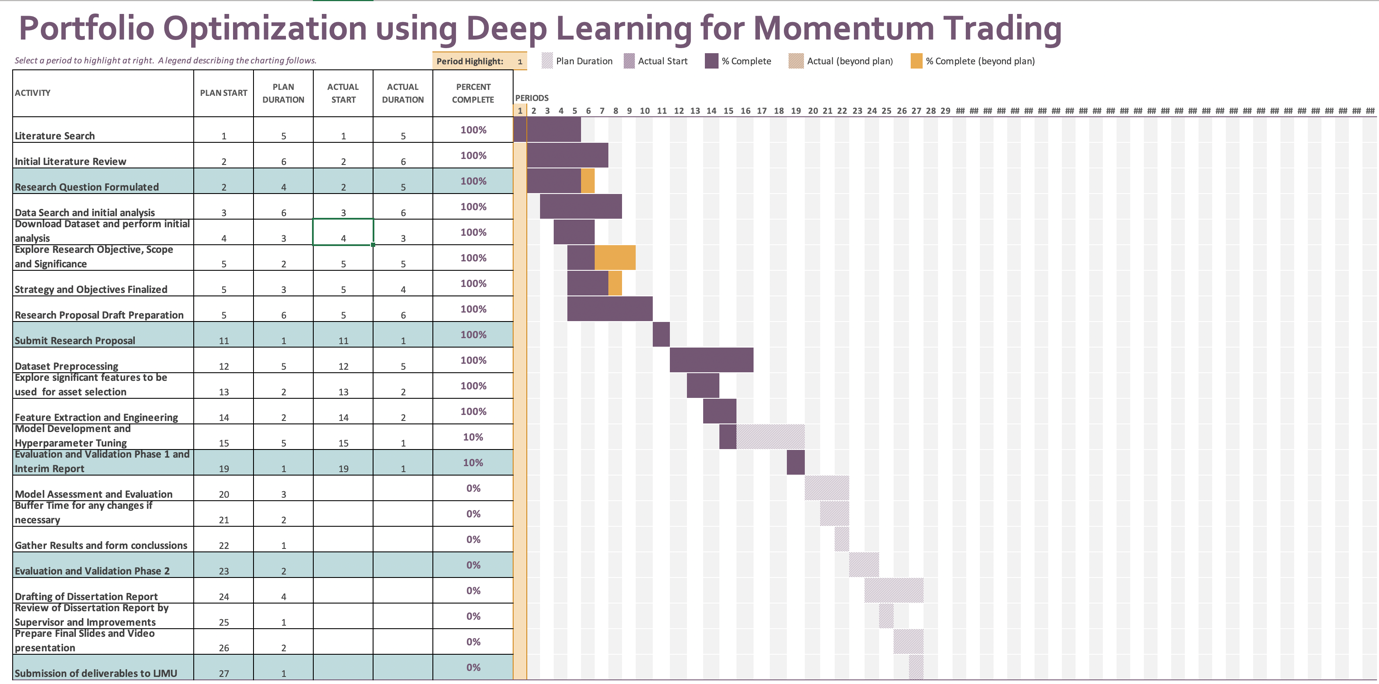 Portfolio Optimization using Deep Learning for Momentum Trading
Select a period to highlight at right. A legend describing the charting follows.
Period Highlight: 1
Plan Duration Actual Start % Complete Actual (beyond plan) % Complete (beyond plan)
ACTIVITY PLAN START PLAN DURATION ACTUAL START ACTUAL DURATION PERCENT COMPLETE PERIODS
1 2 3 4 5 6 7 8 9 10 11 12 13 14 15 16 17 18 19 20 21 22 23 24 25 26 27 28 29 ## ## ## ## ## ## ## ## ## ## ## ## ## ## ## ## ## ## ## ## ## ## ## ## ## ## ## ## ## ## ##
Literature Search 1 5 1 5 100%
Initial Literature Review 2 6 2 6 100%
Research Question Formulated 2 4 2 5 100%
Data Search and initial analysis 3 6 3 6 100%
Download Dataset and perform initial
analysis 4 3 4 3 100%
Explore Research Objective, Scope
and Significance 5 2 5 5 100%
Strategy and Objectives Finalized 5 3 5 4 100%
Research Proposal Draft Preparation 5 6 5 6 100%
Submit Research Proposal 11 1 11 1 100%
Dataset Preprocessing 12 5 12 5 100%
Explore significant features to be
used for asset selection 13 2 13 2 100%
Feature Extraction and Engineering 14 2 14 2 100%
Model Development and
Hyperparameter Tuning 15 5 15 1 10%
Evaluation and Validation Phase 1 and
Interim Report 19 1 19 1 10%
Model Assessment and Evaluation 20 3 0%
Buffer Time for any changes if
necessary 21 2 0%
Gather Results and form conclussions 22 1 0%
Evaluation and Validation Phase 2 23 2 0%
Drafting of Dissertation Report 24 4 0%
Review of Dissertation Report by
Supervisor and Improvements 25 1 0%
Prepare Final Slides and Video
presentation 26 2 0%
Submission of deliverables to LJMU 27 1 0%